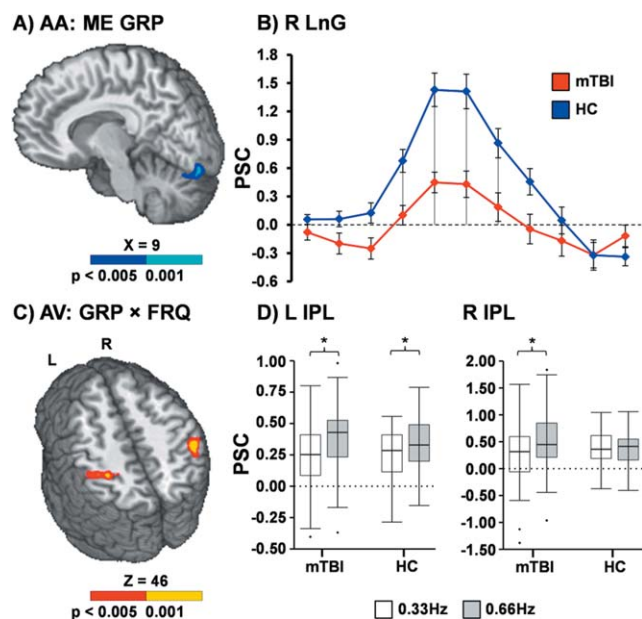 A) AA: ME GRP
B) R LnG
mTBI
HC
PSC
1.8
1.5
1.2
0.9
0.6
0.3
0.0
-0.3
-0.6
X = 9
p < 0.005 0.001
C) AV: GRP × FRQ
L
R
Z = 46
p < 0.005 0.001
D) L IPL
R IPL
PSC
1.00
0.75
0.50
0.25
0.00
-0.25
-0.50
* *
mTBI HC
2.00
1.50
1.00
0.50
0.00
-0.50
-1.00
-1.50
*
mTBI HC
0.33Hz 0.66Hz